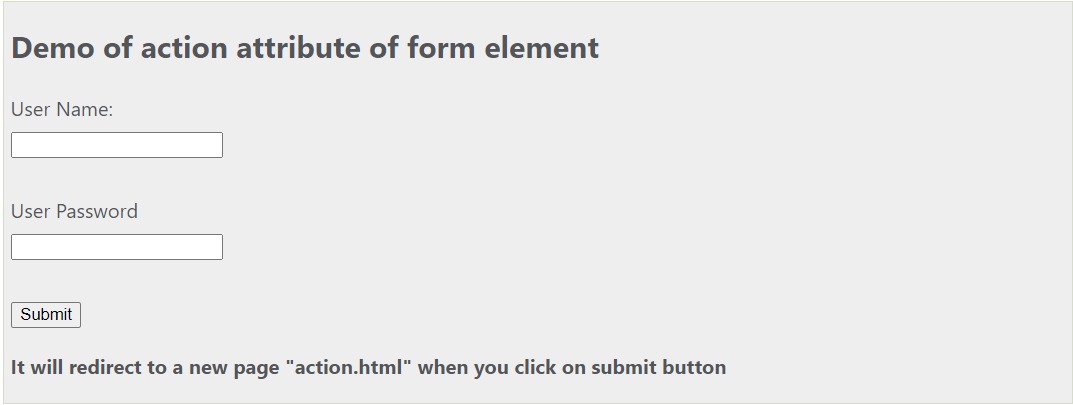 Demo of action attribute of form element
User Name:
User Password
Submit
It will redirect to a new page "action.html" when you click on submit button